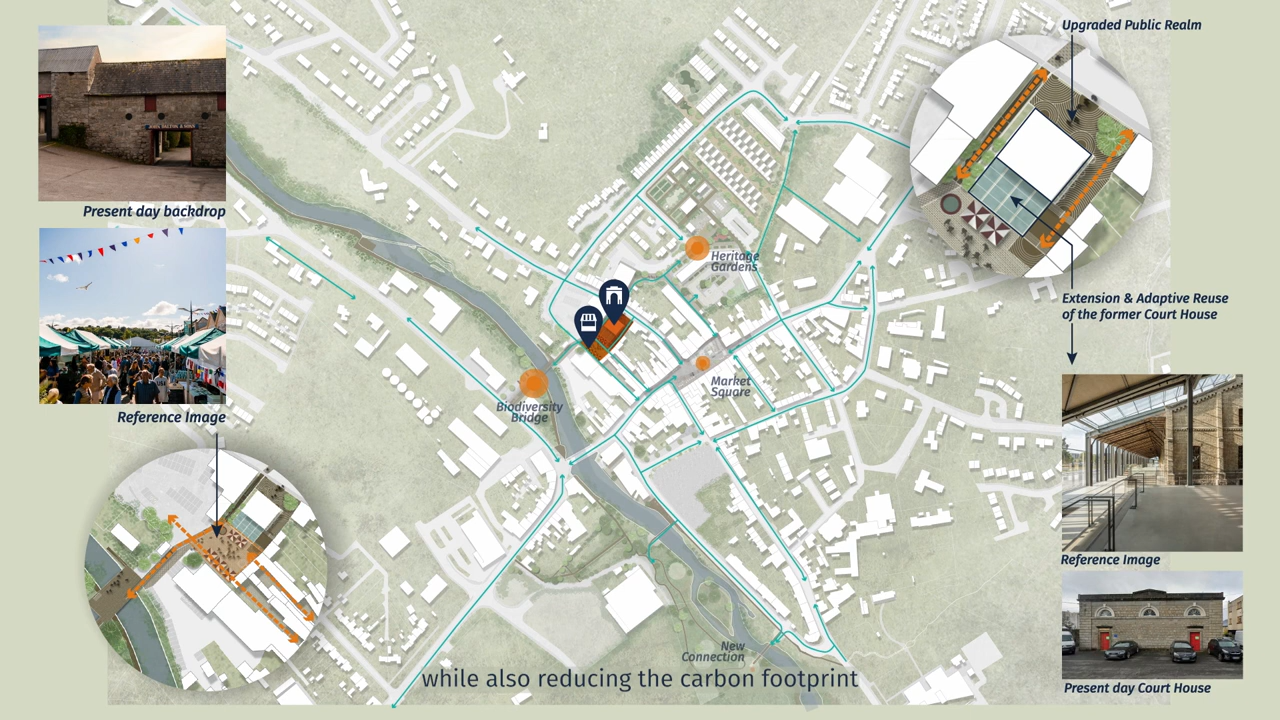 Upgraded Public Realm
Present day backdrop
Heritage
Gardens
Extension & Adaptive Reuse
of the former Court House
Market
Square
Biodiversity
Bridge
Reference Image
Reference Image
New
Connection
while also reducing the carbon footprint
Present day Court House